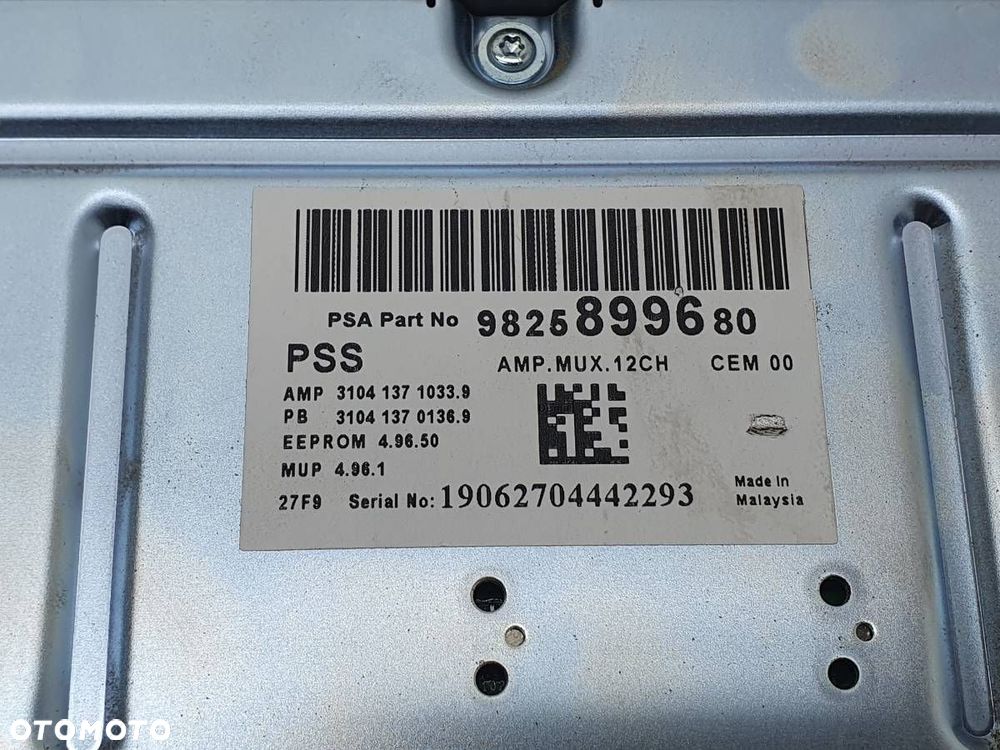 PSA Part No 9825899680
PSS AMP.MUX.12CH CEM 00
AMP 3104 137 1033.9
PB 3104 137 0136.9
EEPROM 4.96.50
MUP 4.96.1
27F9 Serial No: 19062704442293
Made In
Malaysia
OTOMOTO